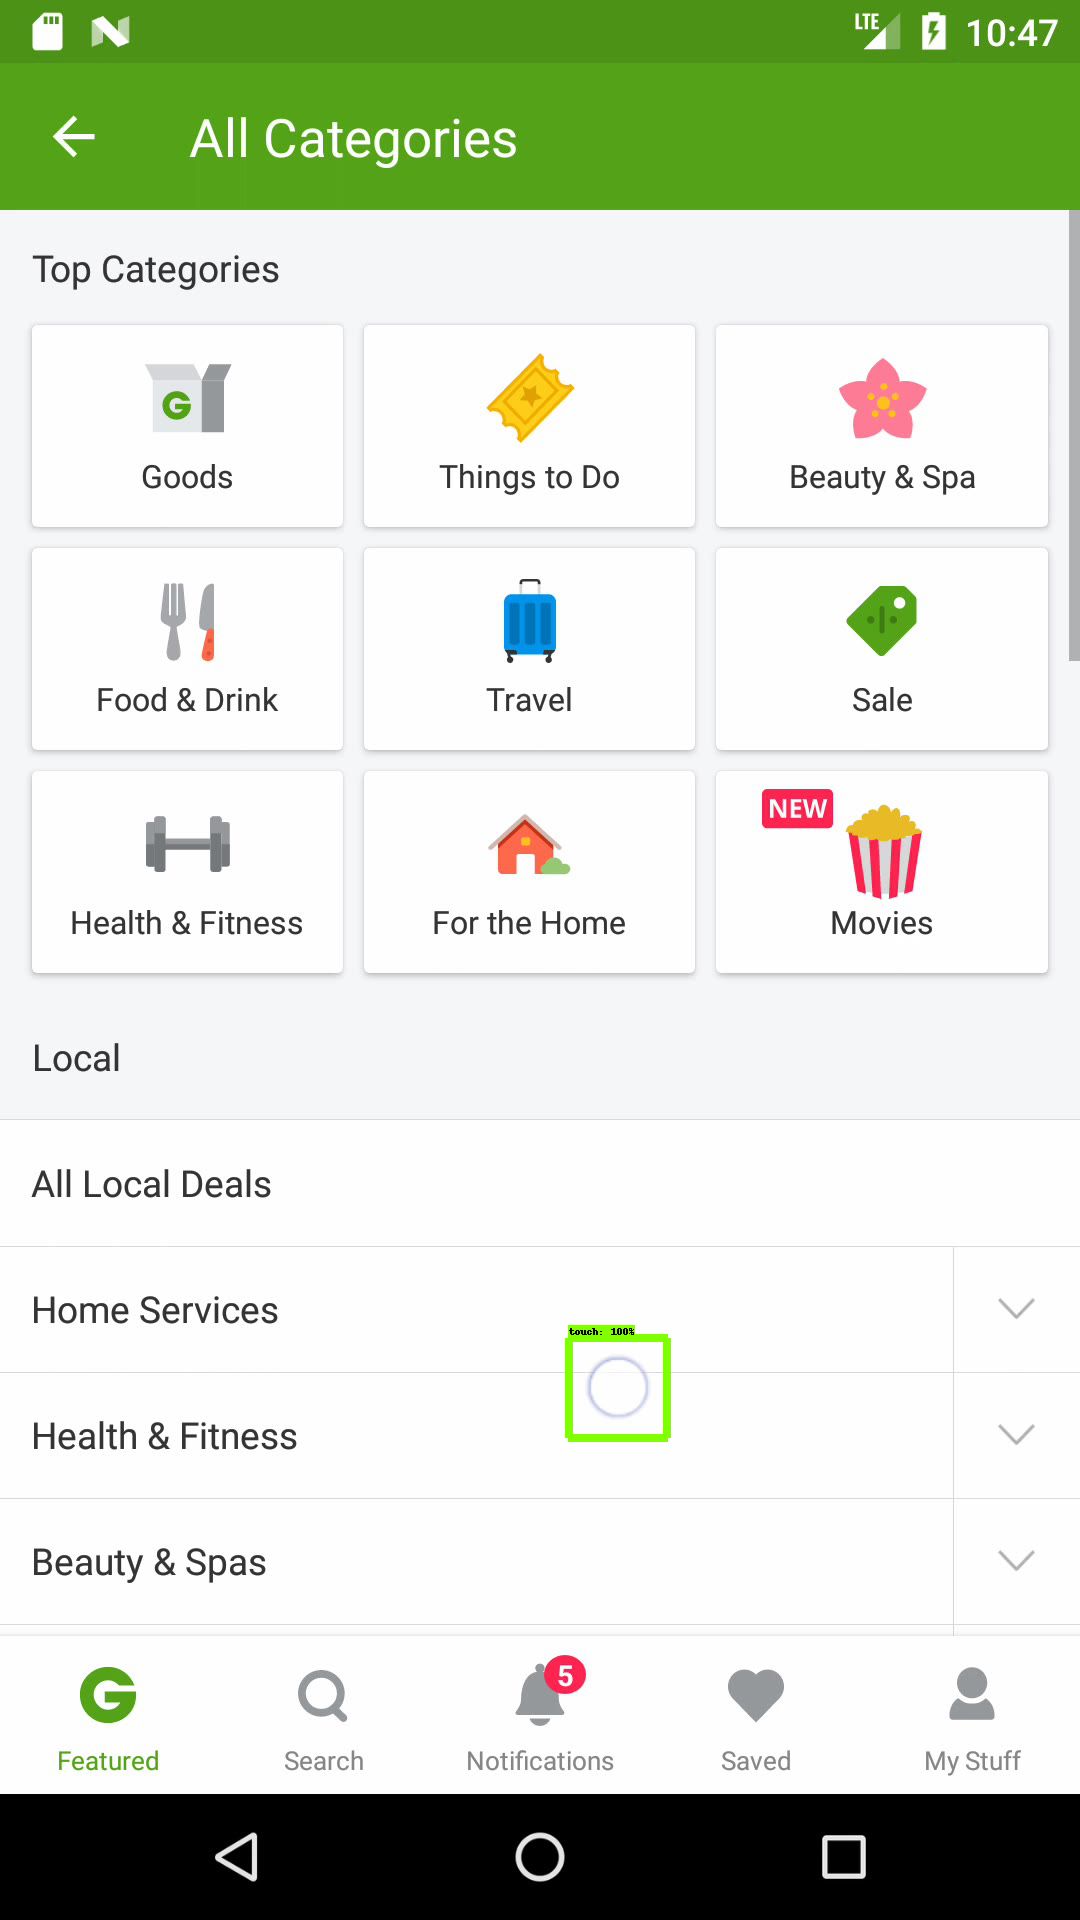 LTE 10:47
All Categories
Top Categories
G
Goods
Things to Do
Beauty & Spa
Food & Drink
Travel
Sale
Health & Fitness
For the Home
NEW
Movies
Local
All Local Deals
Home Services
touch: 100%
Health & Fitness
Beauty & Spas
G
5
Featured
Search
Notifications
Saved
My Stuff